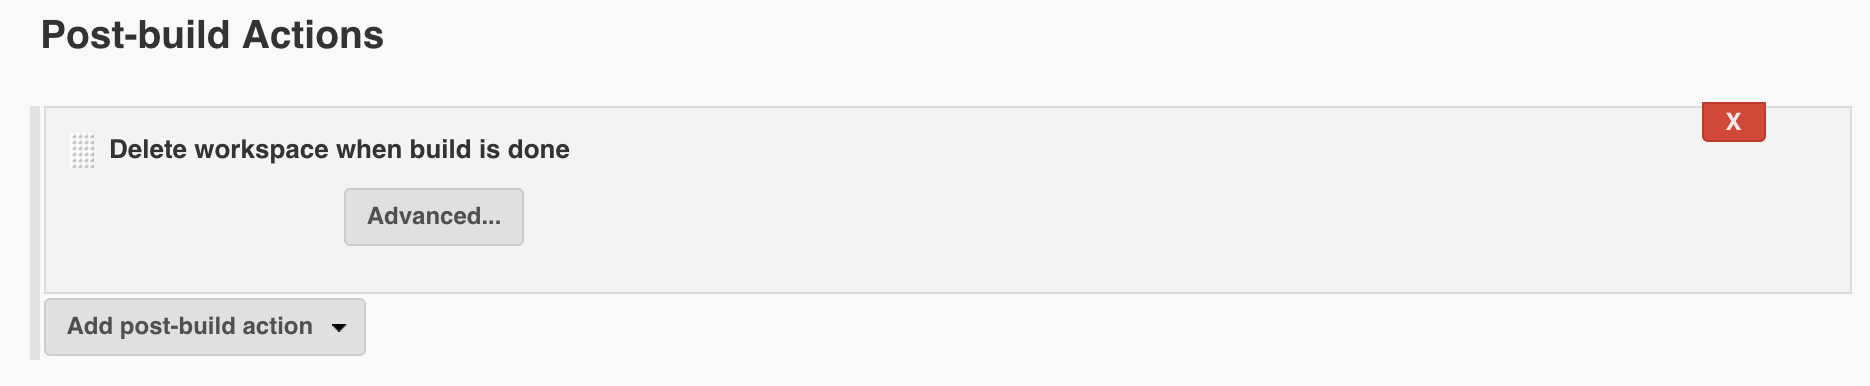 Post-build Actions
X
Delete workspace when build is done
Advanced...
Add post-build action